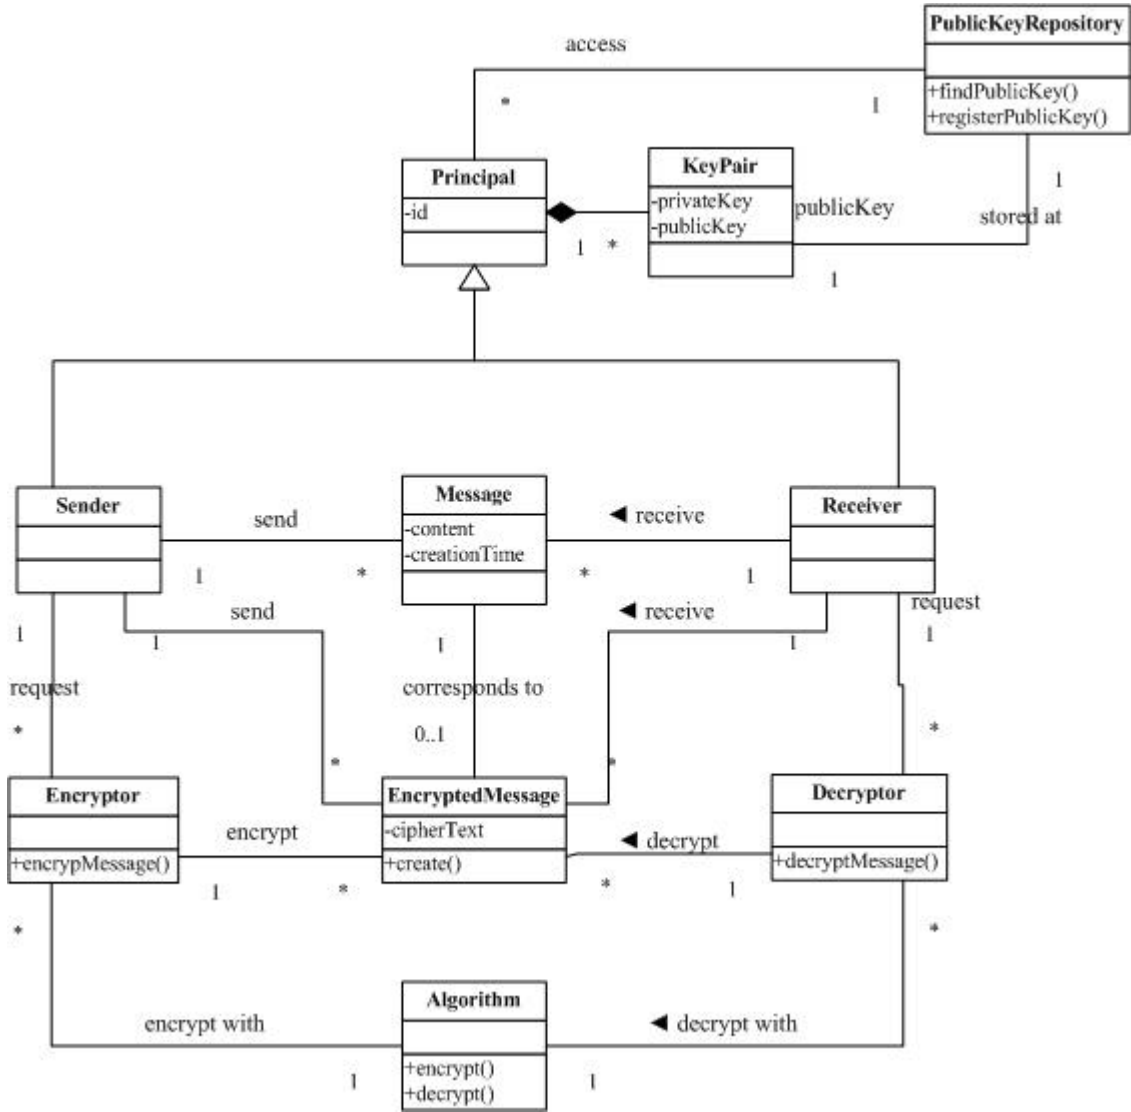 PublicKeyRepository
+findPublicKey()
+registerPublicKey()
access
*
1
Principal
-id
KeyPair
-privateKey
-publicKey
publicKey
1
stored at
1
*
1
Sender
Message
-content
-creationTime
Receiver
send
◄ receive
1
*
*
1
send
◄ receive
request
1
1
1
1
1
request
corresponds to
*
0..1
*
*
*
Encryptor
+encrypMessage()
EncryptedMessage
-cipherText
+create()
Decryptor
+decryptMessage()
encrypt
◄ decrypt
1
*
*
1
*
*
Algorithm
+encrypt()
+decrypt()
encrypt with
◄ decrypt with
1
1